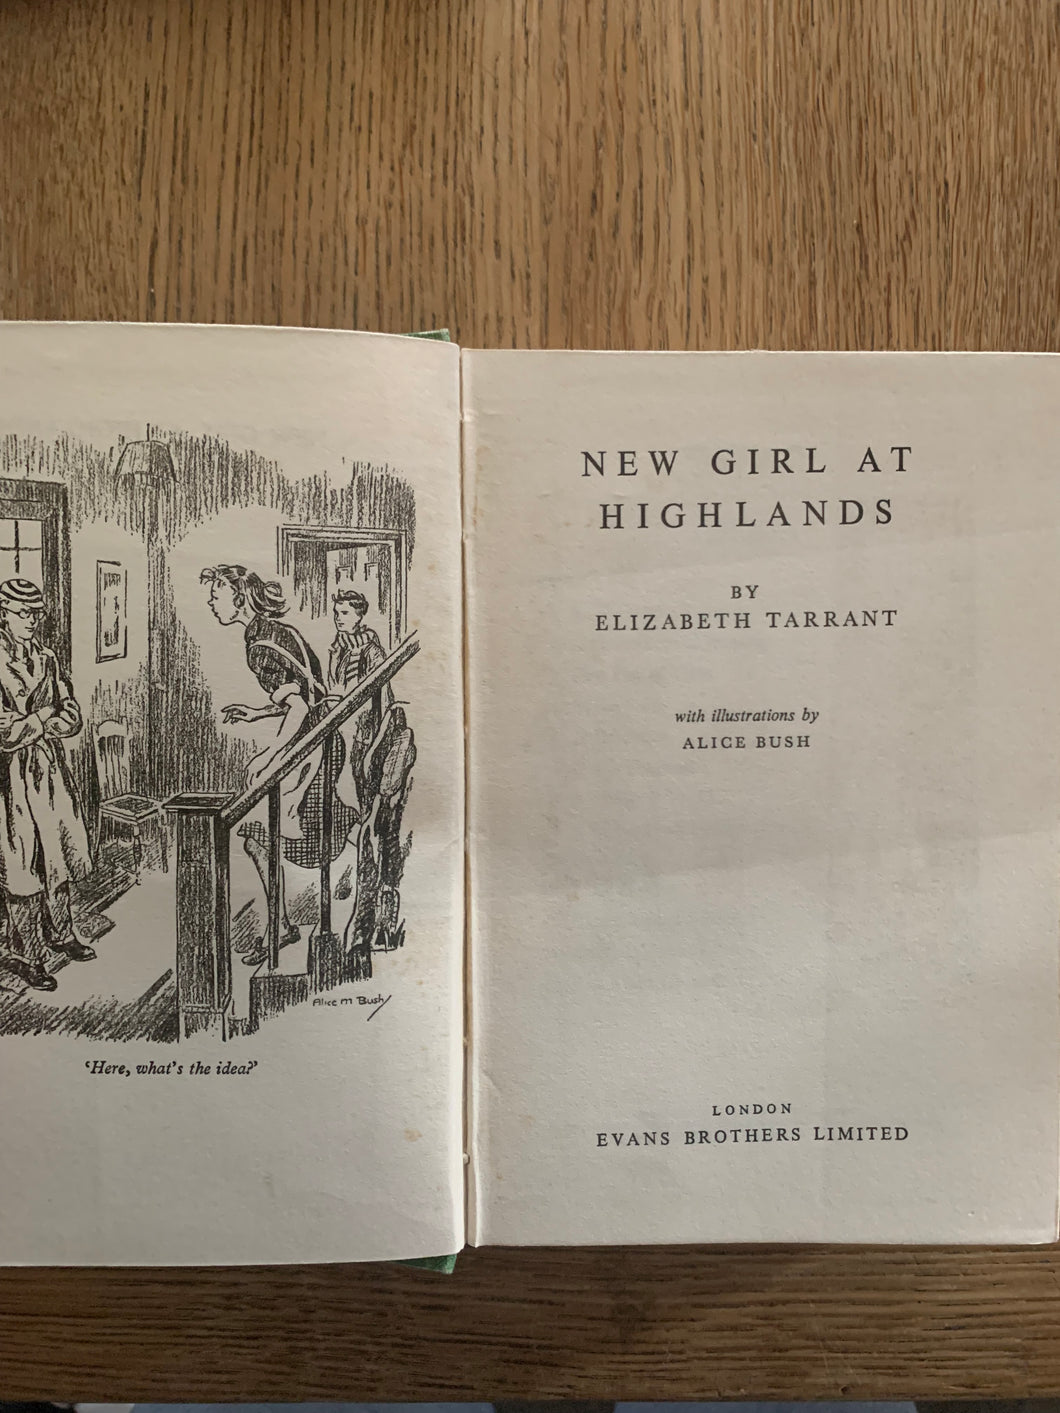 Alice M Bush
‘Here, what's the idea?’
NEW GIRL AT
HIGHLANDS
BY
ELIZABETH TARRANT
with illustrations by
ALICE BUSH
LONDON
EVANS BROTHERS LIMITED